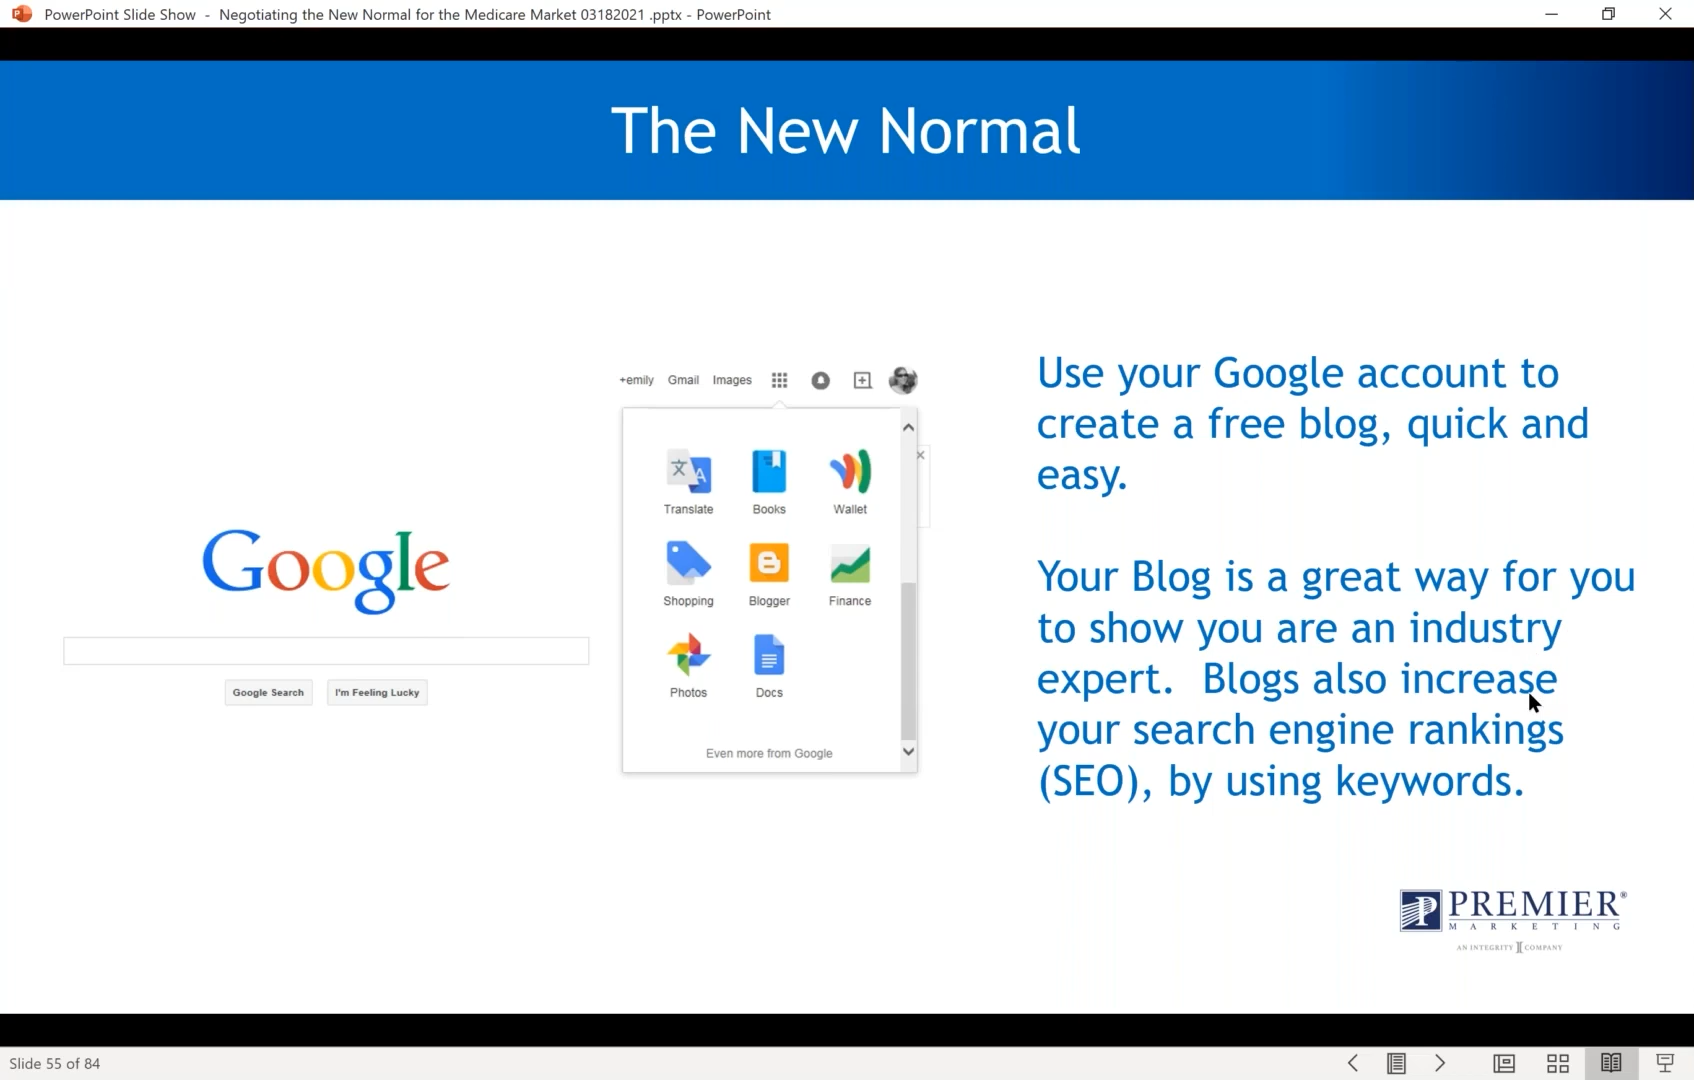 PowerPoint Slide Show - Negotiating the New Normal for the Medicare Market 03182021 .pptx - PowerPoint
The New Normal
+emily Gmail Images
Translate Books Wallet
Shopping Blogger Finance
Photos Docs
Even more from Google
Google
Google Search I'm Feeling Lucky
Use your Google account to
create a free blog, quick and
easy.
Your Blog is a great way for you
to show you are an industry
expert.  Blogs also increase
your search engine rankings
(SEO), by using keywords.
P PREMIER®
MARKETING
AN INTEGRITY COMPANY
Slide 55 of 84